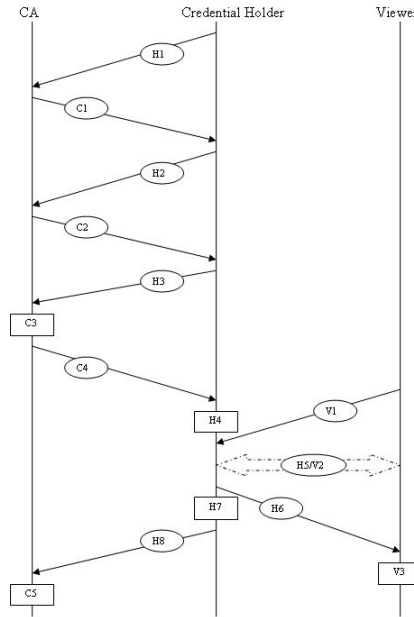 CA Credential Holder Viewer
H1
C1
H2
C2
H3
C3
C4
V1
H4
H5/V2
H7 H6
H8
V3
C5